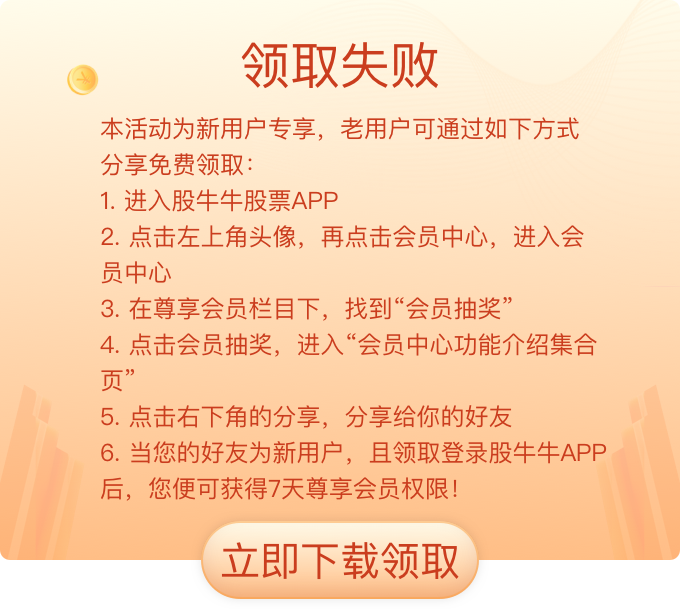 领取失败
本活动为新用户专享，老用户可通过如下方式
分享免费领取：
1. 进入股牛牛股票APP
2. 点击左上角头像，再点击会员中心，进入会
员中心
3. 在尊享会员栏目下，找到“会员抽奖”
4. 点击会员抽奖，进入“会员中心功能介绍集合
页”
5. 点击右下角的分享，分享给你的好友
6. 当您的好友为新用户，且领取登录股牛牛APP
后，您便可获得7天尊享会员权限！
立即下载领取